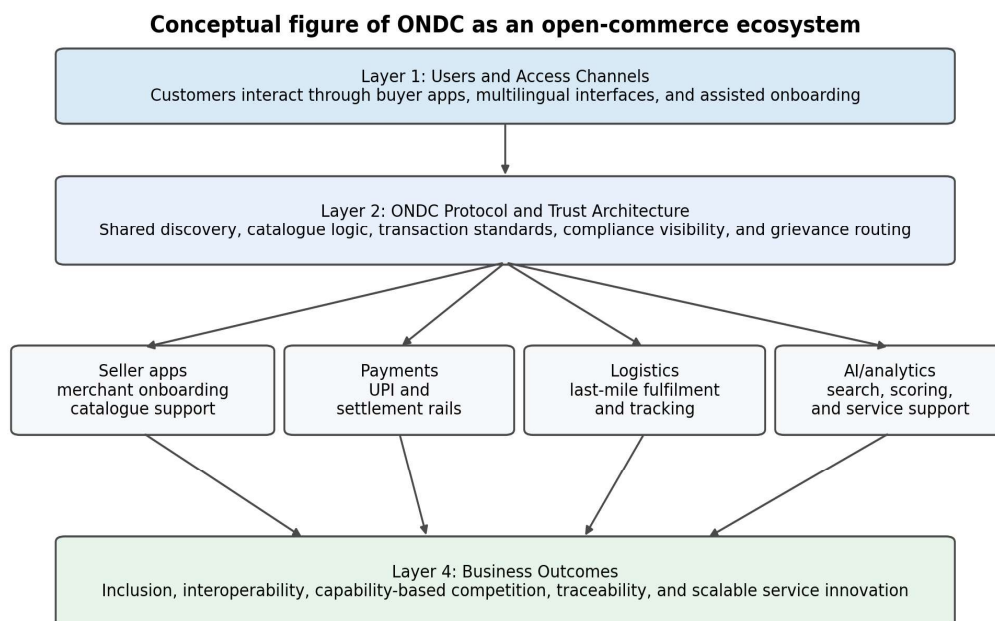 Conceptual figure of ONDC as an open-commerce ecosystem
Layer 1: Users and Access Channels
Customers interact through buyer apps, multilingual interfaces, and assisted onboarding
Layer 2: ONDC Protocol and Trust Architecture
Shared discovery, catalogue logic, transaction standards, compliance visibility, and grievance routing
Seller apps
merchant onboarding
catalogue support
Payments
UPI and
settlement rails
Logistics
last-mile fulfilment
and tracking
AI/analytics
search, scoring,
and service support
Layer 4: Business Outcomes
Inclusion, interoperability, capability-based competition, traceability, and scalable service innovation